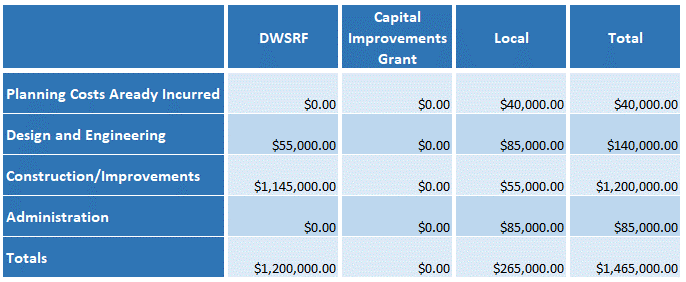 DWSRF Capital Improvements Grant Local Total
Planning Costs Aready Incurred $0.00 $0.00 $40,000.00 $40,000.00
Design and Engineering $55,000.00 $0.00 $85,000.00 $140,000.00
Construction/Improvements $1,145,000.00 $0.00 $55,000.00 $1,200,000.00
Administration $0.00 $0.00 $85,000.00 $85,000.00
Totals $1,200,000.00 $0.00 $265,000.00 $1,465,000.00